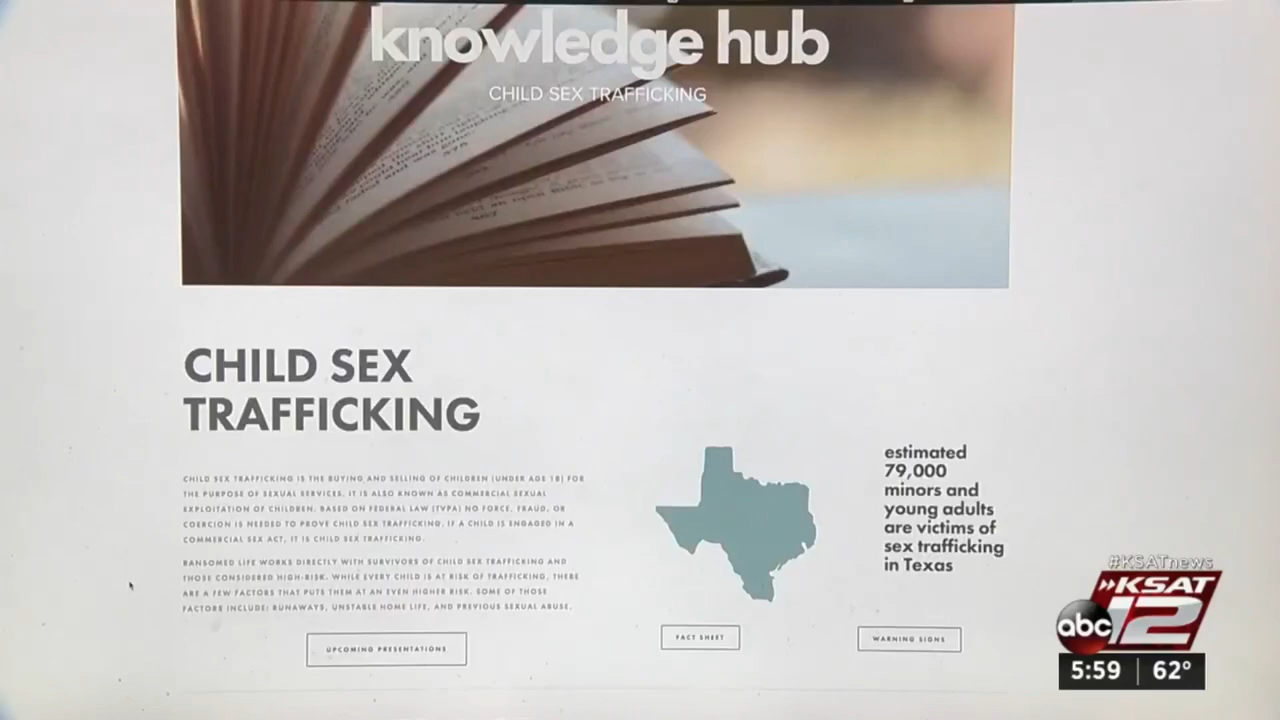 knowledge hub
CHILD SEX TRAFFICKING
CHILD SEX
TRAFFICKING
CHILD SEX TRAFFICKING IS THE BUYING AND SELLING OF CHILDREN (UNDER AGE 18) FOR
THE PURPOSE OF SEXUAL SERVICES. IT IS ALSO KNOWN AS COMMERCIAL SEXUAL
EXPLOITATION OF CHILDREN. BASED ON FEDERAL LAW (TVPA) NO FORCE, FRAUD, OR
COERCION IS NEEDED TO PROVE CHILD SEX TRAFFICKING. IF A CHILD IS ENGAGED IN A
COMMERCIAL SEX ACT, IT IS CHILD SEX TRAFFICKING.
RANSOMED LIFE WORKS DIRECTLY WITH SURVIVORS OF CHILD SEX TRAFFICKING AND
THOSE CONSIDERED HIGH-RISK. WHILE EVERY CHILD IS AT RISK OF TRAFFICKING, THERE
ARE A FEW FACTORS THAT PUTS THEM AT AN EVEN HIGHER RISK. SOME OF THOSE
FACTORS INCLUDE: RUNAWAYS, UNSTABLE HOME LIFE, AND PREVIOUS SEXUAL ABUSE.
UPCOMING PRESENTATIONS
FACT SHEET
estimated
79,000
minors and
young adults
are victims of
sex trafficking
in Texas
WARNING SIGNS
#KSATnews
KSAT
abc 12
5:59 62°